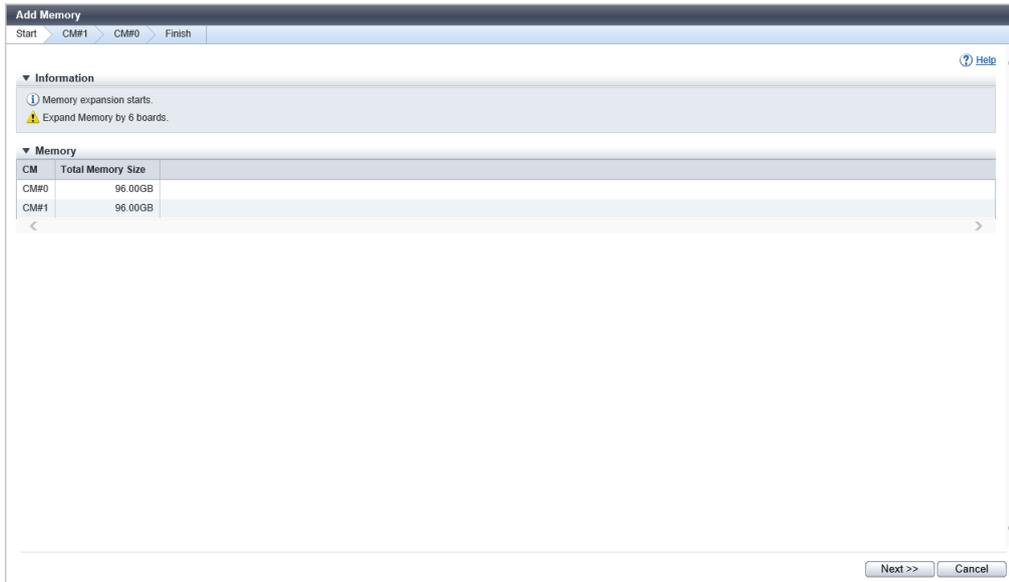 Add Memory
Start CM#1 CM#0 Finish
Help
Information
Memory expansion starts.
Expand Memory by 6 boards.
Memory
CM Total Memory Size
CM#0 96.00GB
CM#1 96.00GB
Next >> Cancel